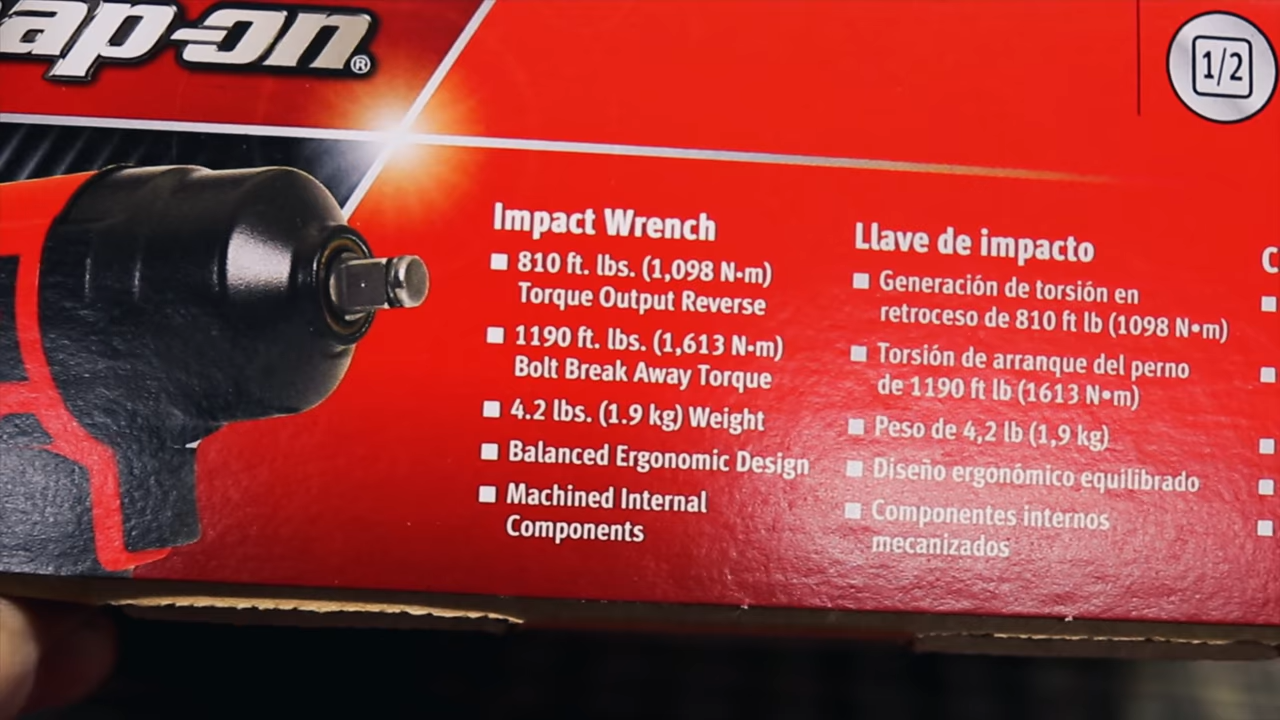 ap-on®
1/2
Impact Wrench
■ 810 ft. lbs. (1,098 N•m)
Torque Output Reverse
■ 1190 ft. lbs. (1,613 N•m)
Bolt Break Away Torque
■ 4.2 lbs. (1.9 kg) Weight
■ Balanced Ergonomic Design
■ Machined Internal
Components
Llave de impacto
■ Generación de torsión en
retroceso de 810 ft lb (1098 N•m)
■ Torsión de arranque del perno
de 1190 ft lb (1613 N•m)
■ Peso de 4,2 lb (1,9 kg)
■ Diseño ergonómico equilibrado
■ Componentes internos
mecanizados